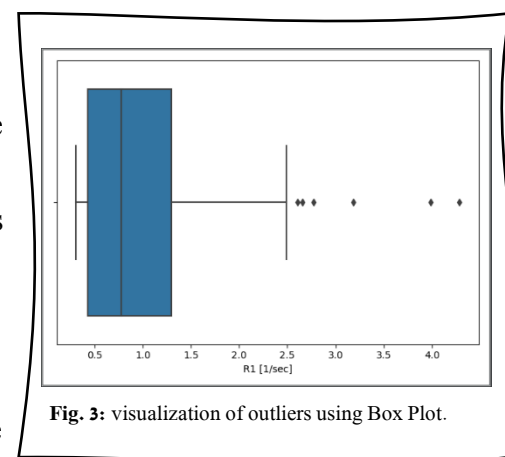 e
s
e
0.5 1.0 1.5 2.0 2.5 3.0 3.5 4.0
R1 [1/sec]
Fig. 3: visualization of outliers using Box Plot.